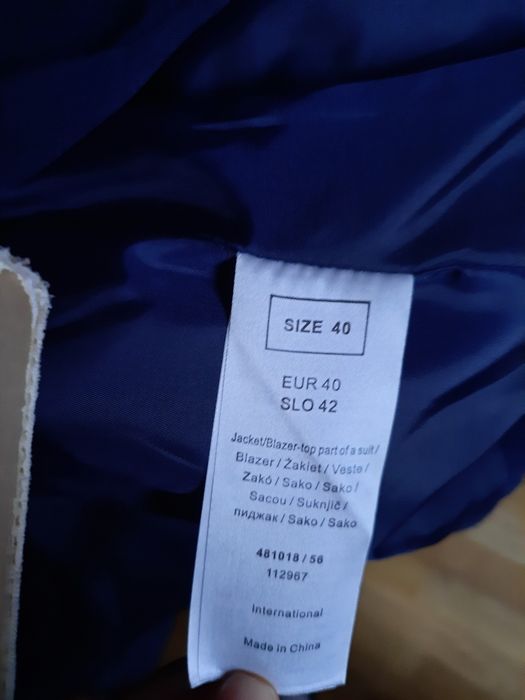 SIZE 40
EUR 40
SLO 42
Jacket/Blazer-top part of a suit/
Blazer / Żakiet / Veste /
Zakó / Sako / Sako /
Sacou / Suknjič /
пиджак / Sako / Sako
481018 / 56
112967
International
Made in China